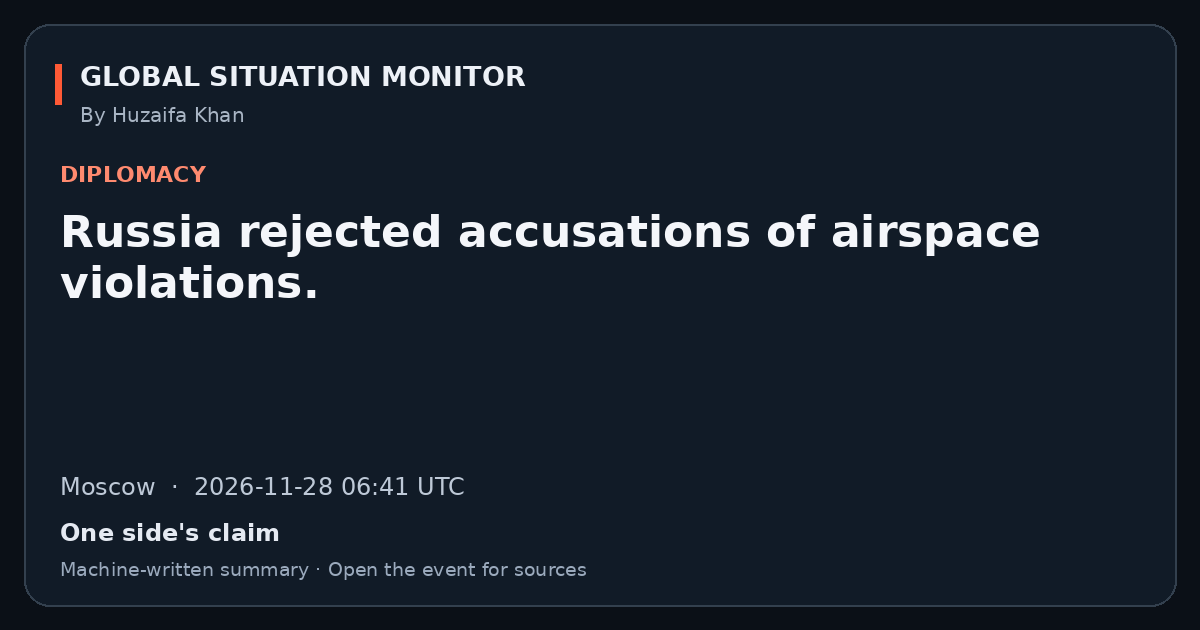 GLOBAL SITUATION MONITOR
By Huzaifa Khan
DIPLOMACY
Russia rejected accusations of airspace
violations.
Moscow · 2026-11-28 06:41 UTC
One side's claim
Machine-written summary · Open the event for sources